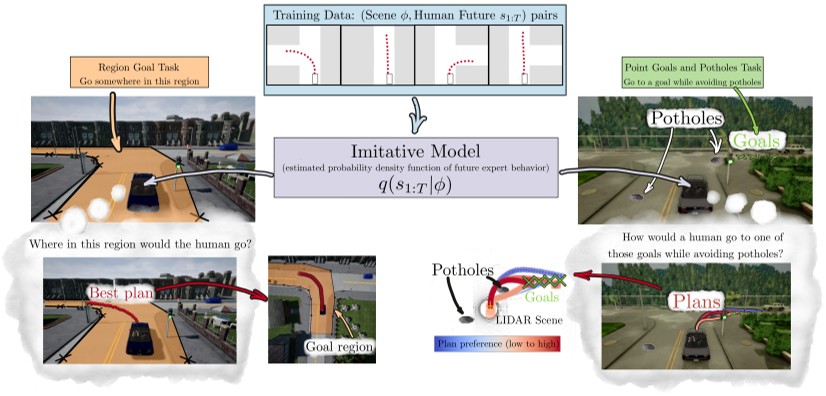 Training Data: (Scene ϕ, Human Future s₁:T) pairs
Region Goal Task
Go somewhere in this region
Point Goals and Potholes Task
Go to a goal while avoiding potholes
Potholes
Goals
Imitative Model
(estimated probability density function of future expert behavior)
q(s₁:T|ϕ)
Where in this region would the human go?
How would a human go to one of
those goals while avoiding potholes?
Best plan
Goal region
Potholes
Goals
LIDAR Scene
Plan preference (low to high)
Plans